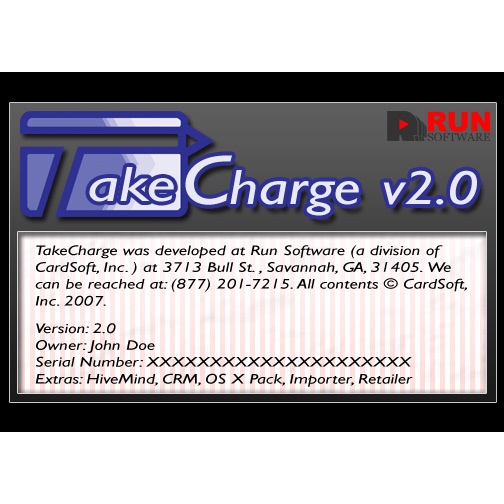 TakeCharge v2.0
RUN
SOFTWARE
TakeCharge was developed at Run Software (a division of
CardSoft, Inc. ) at 3713 Bull St. , Savannah, GA, 31405. We
can be reached at: (877) 201-7215. All contents © CardSoft,
Inc. 2007.
Version: 2.0
Owner: John Doe
Serial Number: XXXXXXXXXXXXXXXXXXXXX
Extras: HiveMind, CRM, OS X Pack, Importer, Retailer